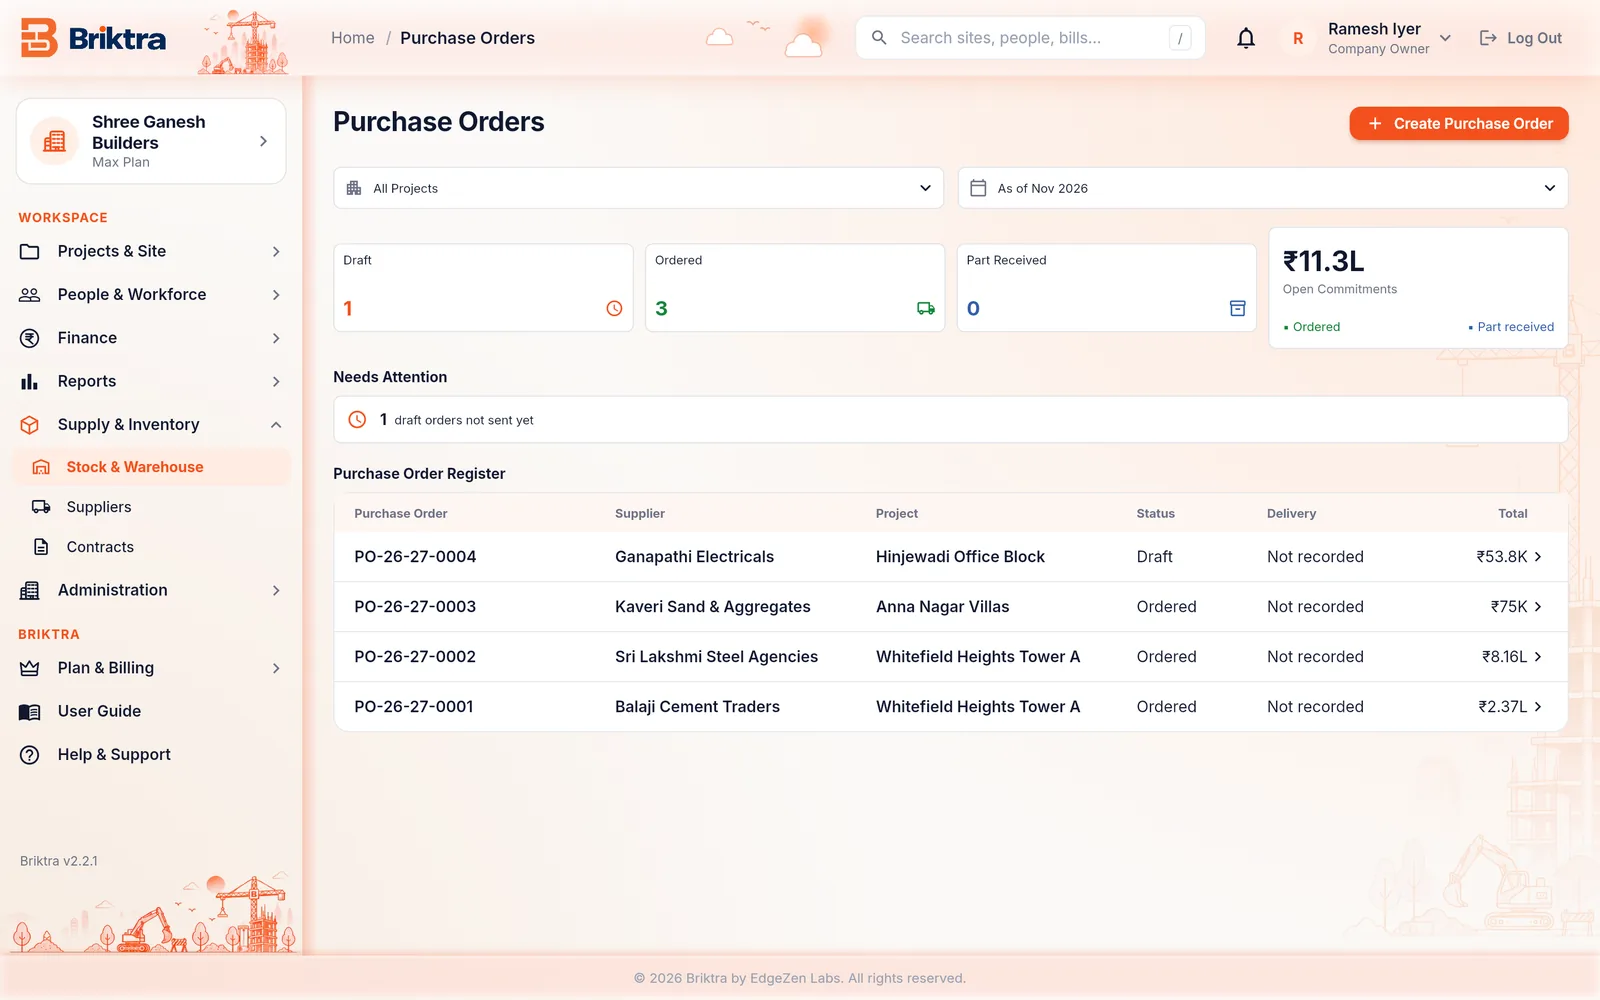 Briktra
Home / Purchase Orders
Search sites, people, bills... /
R
Ramesh Iyer
Company Owner
Log Out
Shree Ganesh
Builders
Max Plan
WORKSPACE
Projects & Site
People & Workforce
Finance
Reports
Supply & Inventory
Stock & Warehouse
Suppliers
Contracts
Administration
BRIKTRA
Plan & Billing
User Guide
Help & Support
Briktra v2.2.1
Purchase Orders
+ Create Purchase Order
All Projects
As of Nov 2026
Draft
1
Ordered
3
Part Received
0
₹11.3L
Open Commitments
Ordered
Part received
Needs Attention
1 draft orders not sent yet
Purchase Order Register
Purchase Order Supplier Project Status Delivery Total
PO-26-27-0004 Ganapathi Electricals Hinjewadi Office Block Draft Not recorded ₹53.8K
PO-26-27-0003 Kaveri Sand & Aggregates Anna Nagar Villas Ordered Not recorded ₹75K
PO-26-27-0002 Sri Lakshmi Steel Agencies Whitefield Heights Tower A Ordered Not recorded ₹8.16L
PO-26-27-0001 Balaji Cement Traders Whitefield Heights Tower A Ordered Not recorded ₹2.37L
© 2026 Briktra by EdgeZen Labs. All rights reserved.